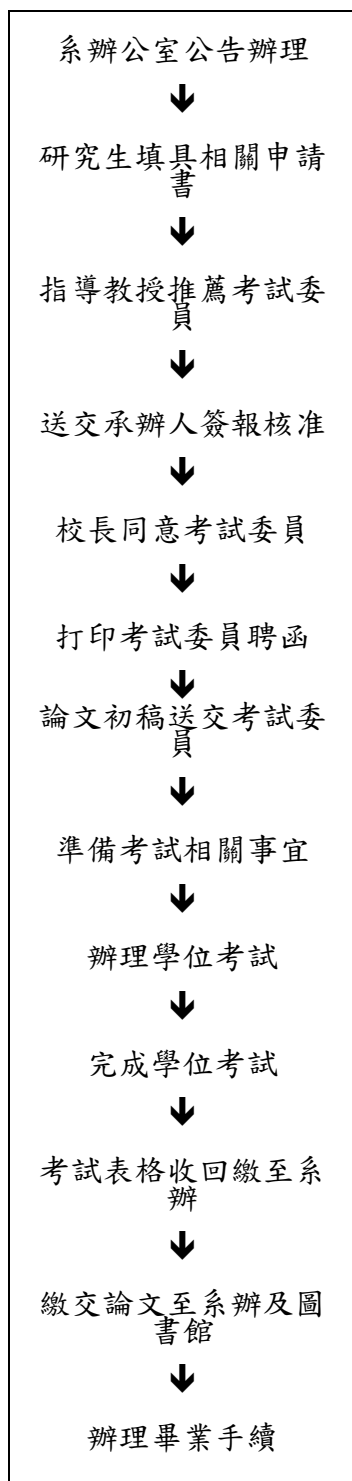 系辦公室公告辦理
研究生填具相關申請
書
指導教授推薦考試委
員
送交承辦人簽報核准
校長同意考試委員
打印考試委員聘函
論文初稿送交考試委
員
準備考試相關事宜
辦理學位考試
完成學位考試
考試表格收回繳至系
辦
繳交論文至系辦及圖
書館
辦理畢業手續